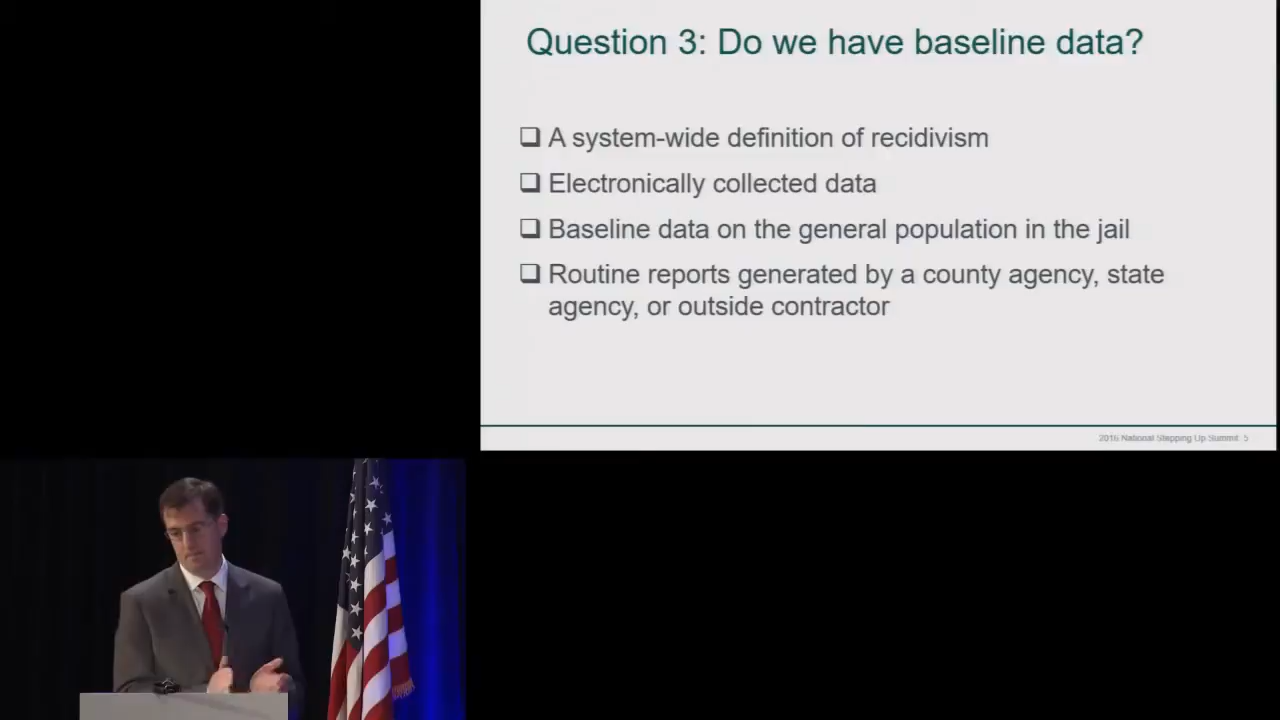 Question 3: Do we have baseline data?
A system-wide definition of recidivism
Electronically collected data
Baseline data on the general population in the jail
Routine reports generated by a county agency, state
agency, or outside contractor
2016 National Stepping Up Summit 5